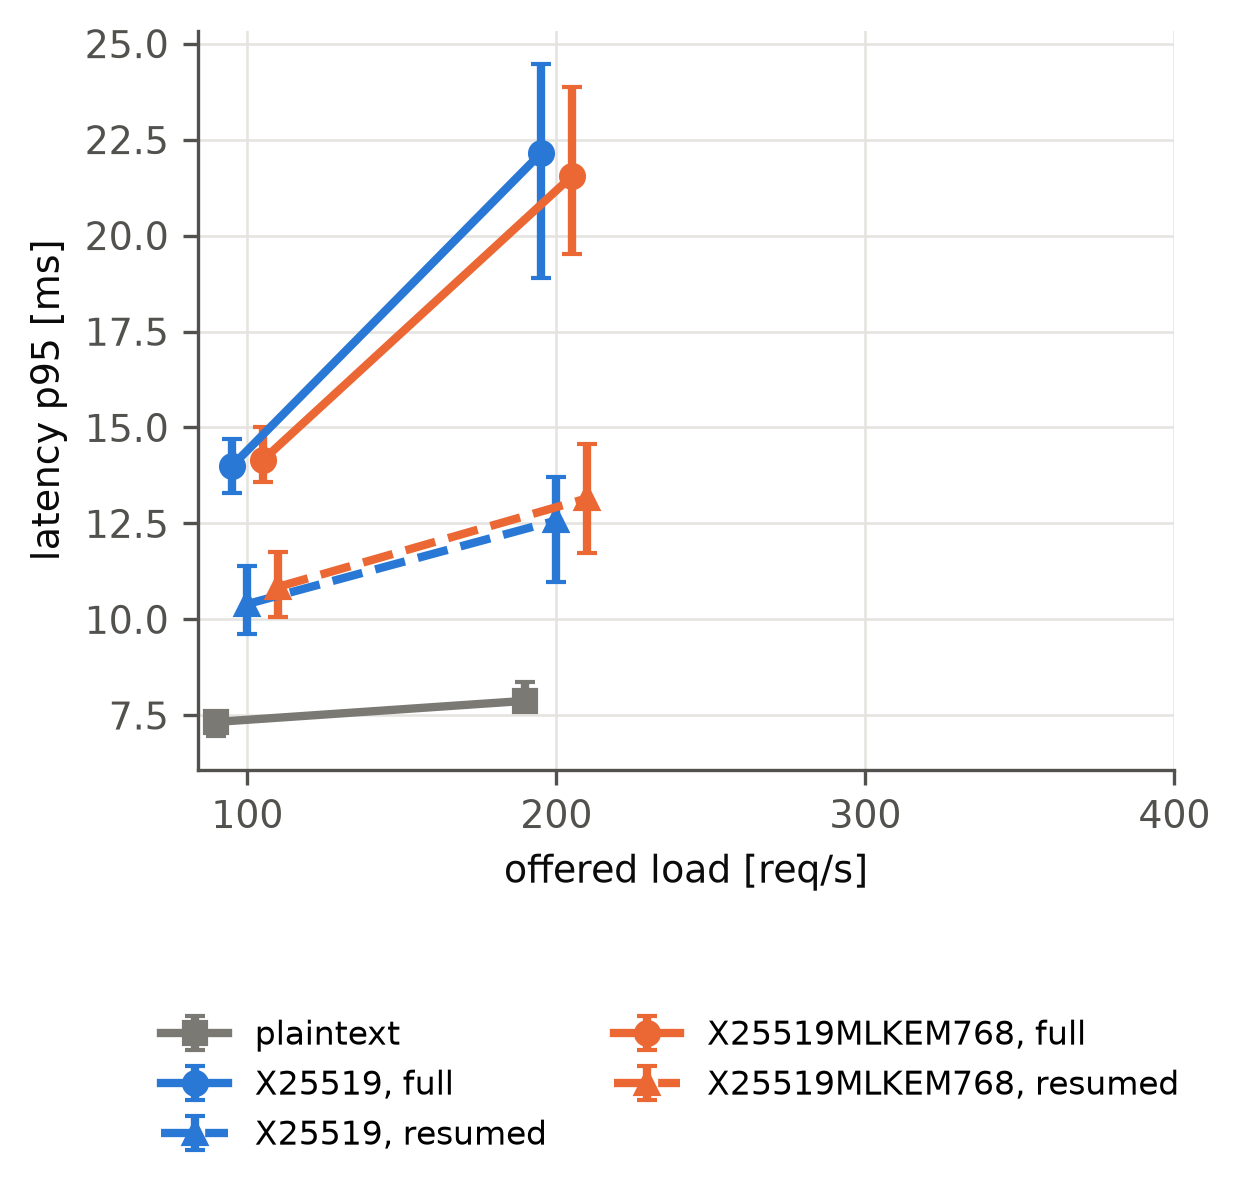 25.0
22.5
20.0
17.5
15.0
12.5
10.0
7.5
latency p95 [ms]
100 200 300 400
offered load [req/s]
plaintext
X25519, full
X25519, resumed
X25519MLKEM768, full
X25519MLKEM768, resumed